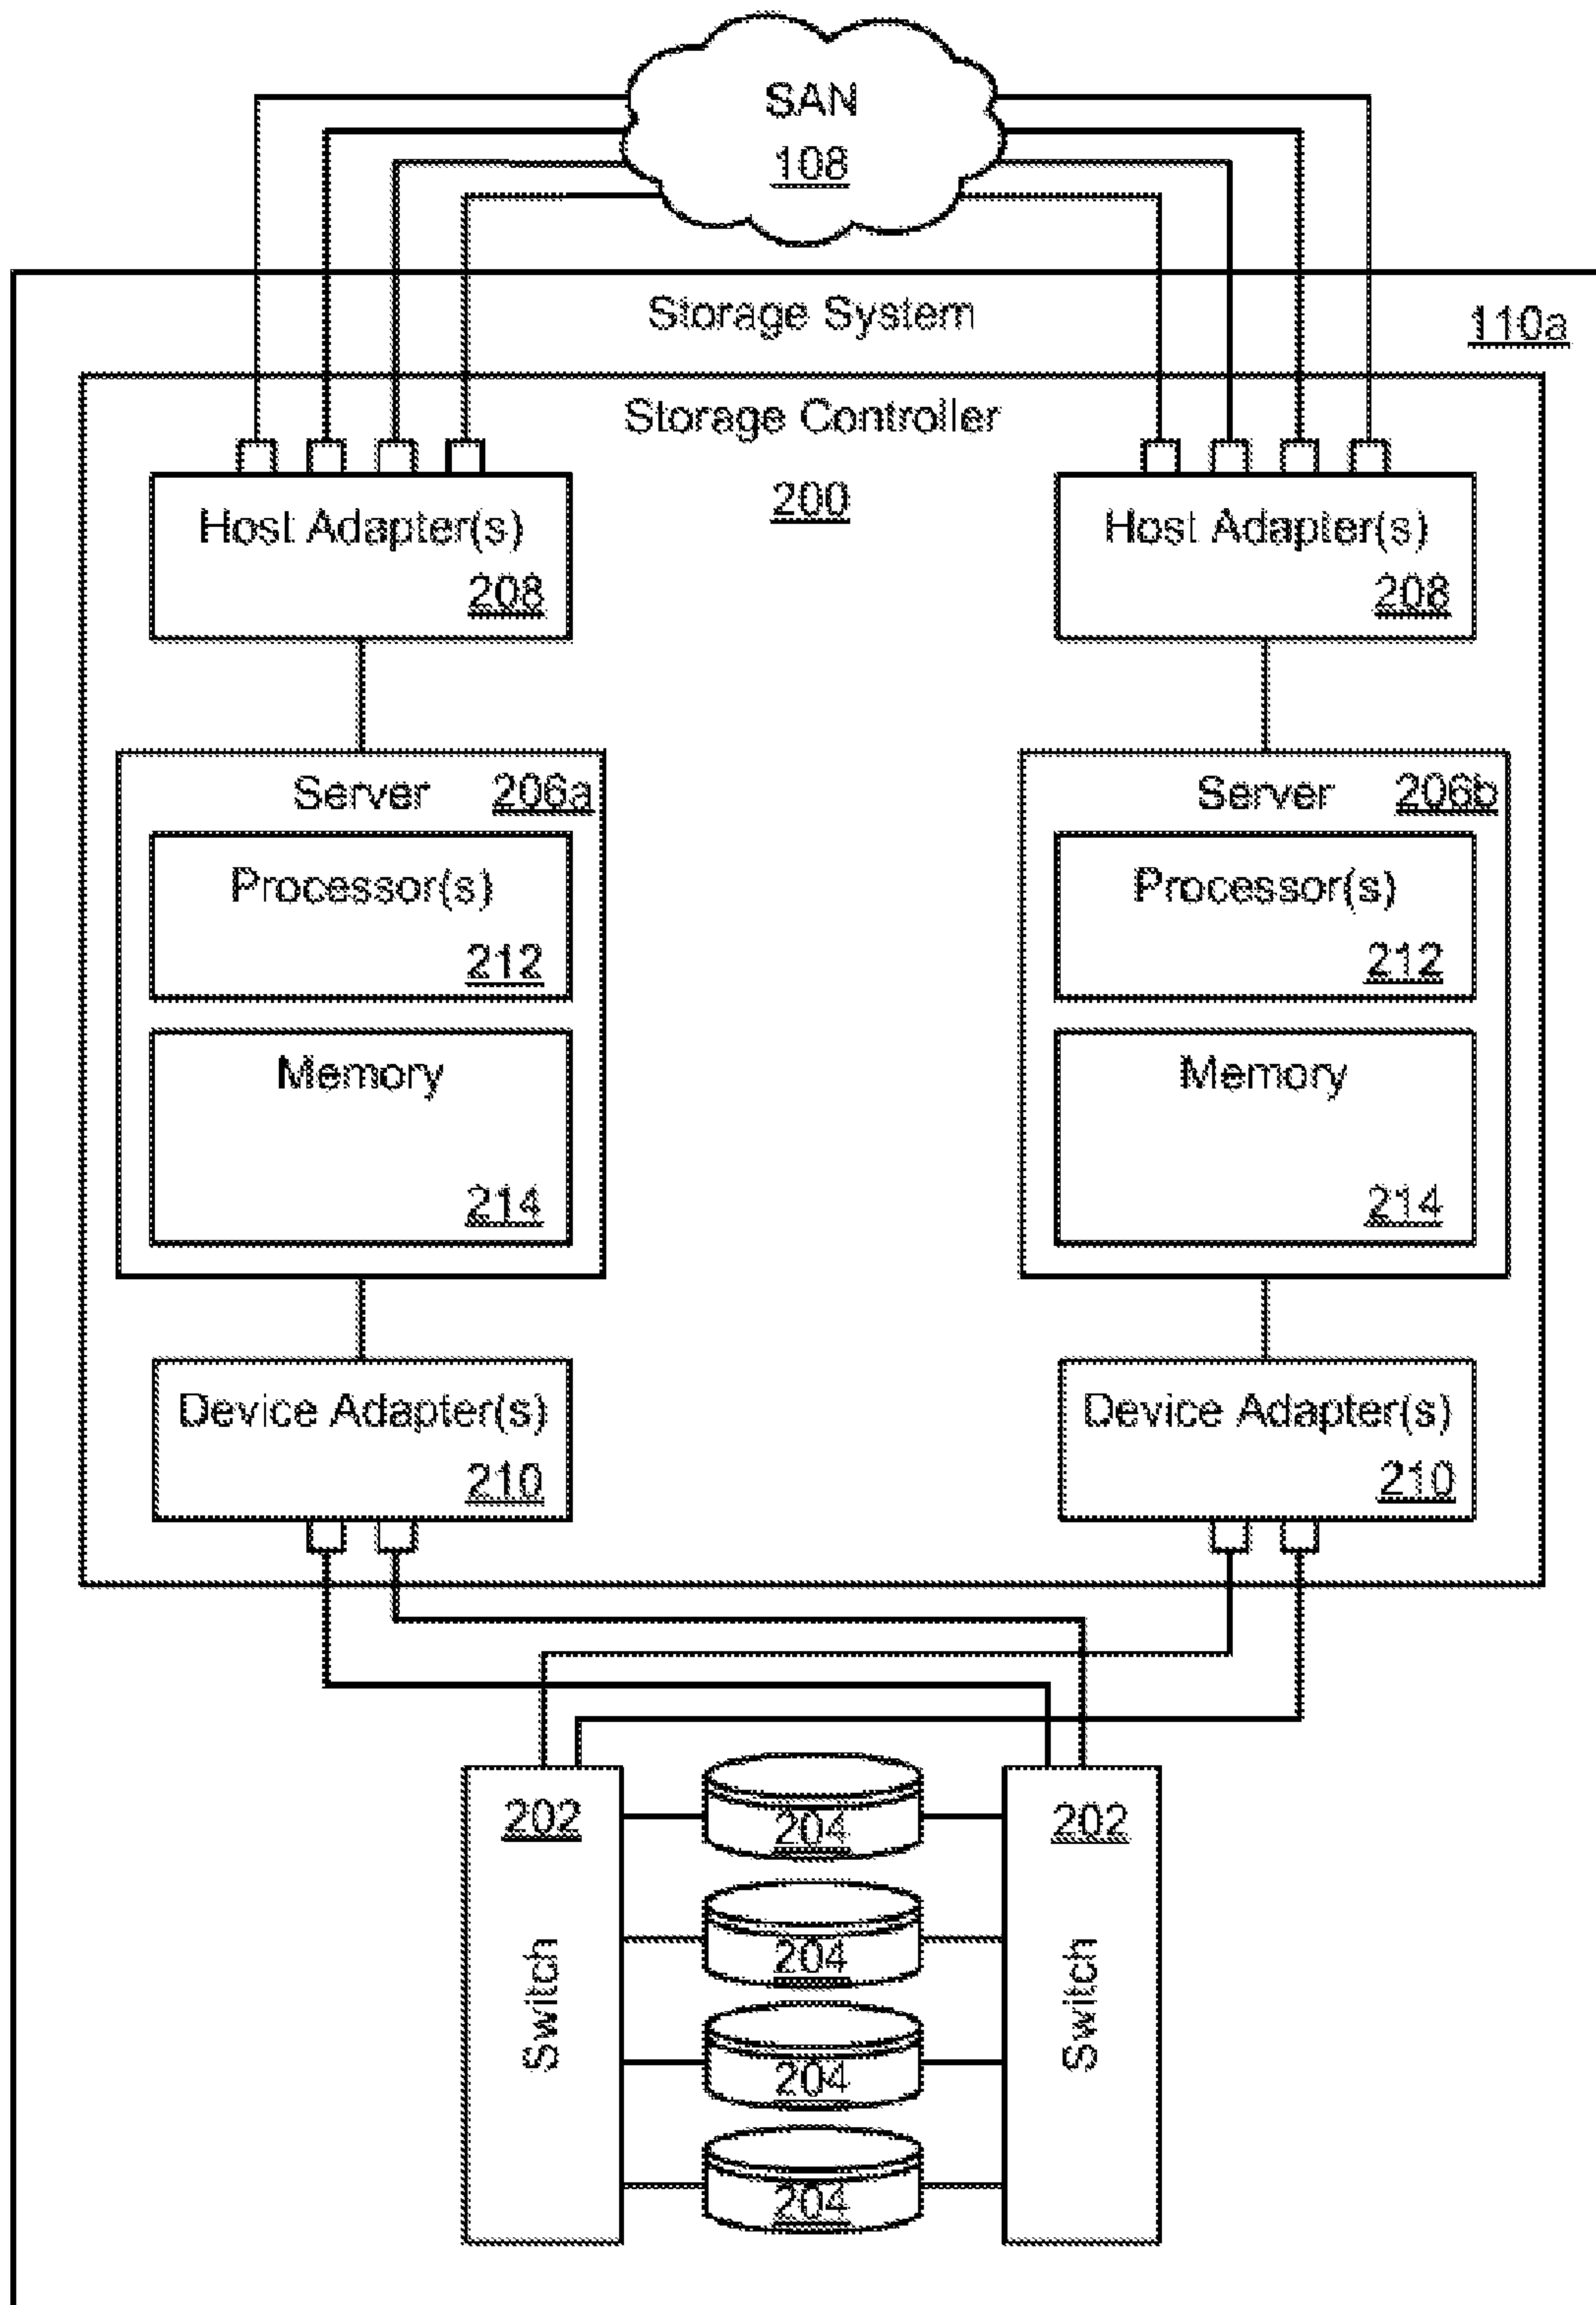 SAN
108
Storage System
110a
Storage Controller
200
Host Adapter(s)
208
Host Adapter(s)
208
Server 206a
Processor(s)
212
Memory
214
Server 206b
Processor(s)
212
Memory
214
Device Adapter(s)
210
Device Adapter(s)
210
202
Switch
204
204
204
204
202
Switch